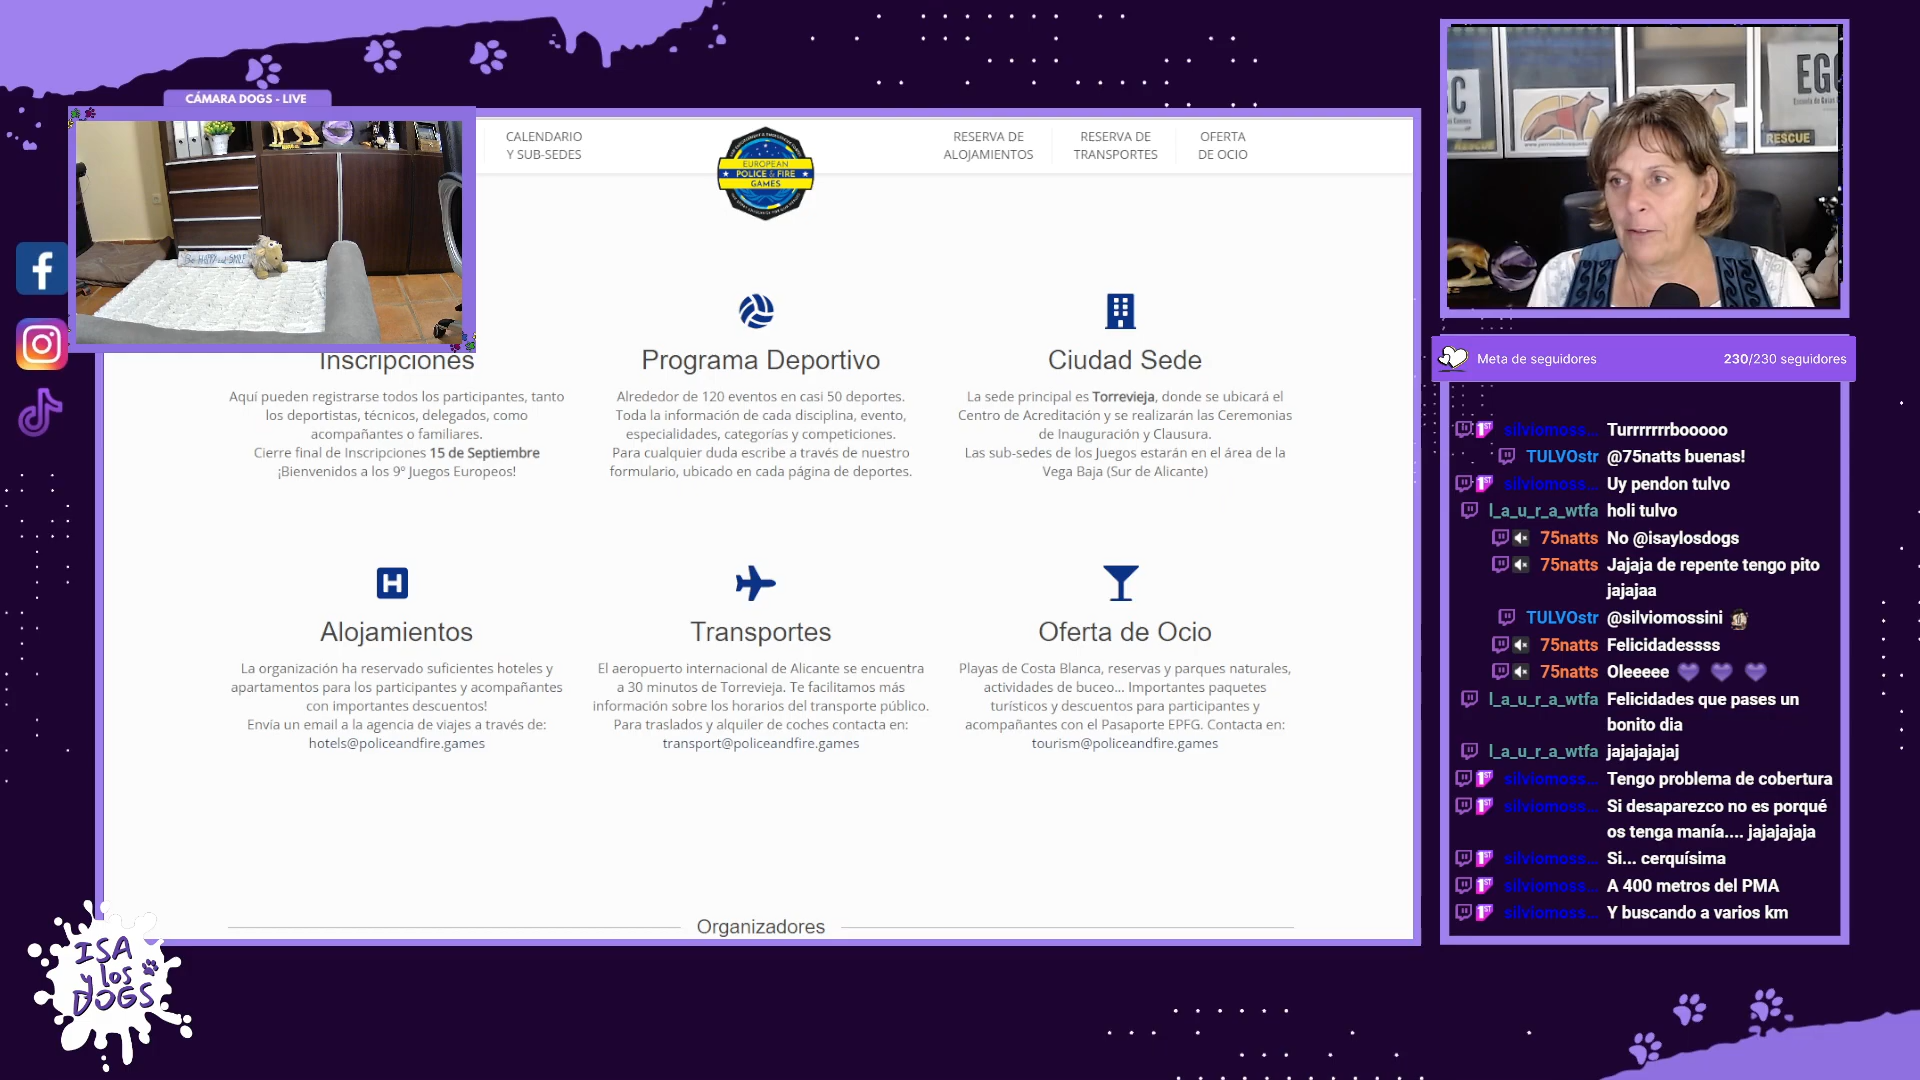 CÁMARA DOGS - LIVE
Be HAPPY and SMILE
CALENDARIO
Y SUB-SEDES
EUROPEAN
POLICE & FIRE
GAMES
RESERVA DE
ALOJAMIENTOS
RESERVA DE
TRANSPORTES
OFERTA
DE OCIO
Inscripciones
Aquí pueden registrarse todos los participantes, tanto
los deportistas, técnicos, delegados, como
acompañantes o familiares.
Cierre final de Inscripciones 15 de Septiembre
¡Bienvenidos a los 9º Juegos Europeos!
Programa Deportivo
Alrededor de 120 eventos en casi 50 deportes.
Toda la información de cada disciplina, evento,
especialidades, categorías y competiciones.
Para cualquier duda escribe a través de nuestro
formulario, ubicado en cada página de deportes.
Ciudad Sede
La sede principal es Torrevieja, donde se ubicará el
Centro de Acreditación y se realizarán las Ceremonias
de Inauguración y Clausura.
Las sub-sedes de los Juegos estarán en el área de la
Vega Baja (Sur de Alicante)
H
Alojamientos
La organización ha reservado suficientes hoteles y
apartamentos para los participantes y acompañantes
con importantes descuentos!
Envía un email a la agencia de viajes a través de:
hotels@policeandfire.games
Transportes
El aeropuerto internacional de Alicante se encuentra
a 30 minutos de Torrevieja. Te facilitamos más
información sobre los horarios del transporte público.
Para traslados y alquiler de coches contacta en:
transport@policeandfire.games
Oferta de Ocio
Playas de Costa Blanca, reservas y parques naturales,
actividades de buceo... Importantes paquetes
turísticos y descuentos para participantes y
acompañantes con el Pasaporte EPFG. Contacta en:
tourism@policeandfire.games
Organizadores
ISA
y los
DOGS
EGC
RESCUE
Meta de seguidores 230/230 seguidores
silviomoss... Turrrrrrrbooooo
TULVOstr @75natts buenas!
silviomoss... Uy pendon tulvo
l_a_u_r_a_wtfa holi tulvo
75natts No @isaylosdogs
75natts Jajaja de repente tengo pito
jajajaa
TULVOstr @silviomossini
75natts Felicidadessss
75natts Oleeeee
l_a_u_r_a_wtfa Felicidades que pases un
bonito dia
l_a_u_r_a_wtfa jajajajajaj
silviomoss... Tengo problema de cobertura
silviomoss... Si desaparezco no es porqué
os tenga manía.... jajajajaja
silviomoss... Si... cerquísima
silviomoss... A 400 metros del PMA
silviomoss... Y buscando a varios km